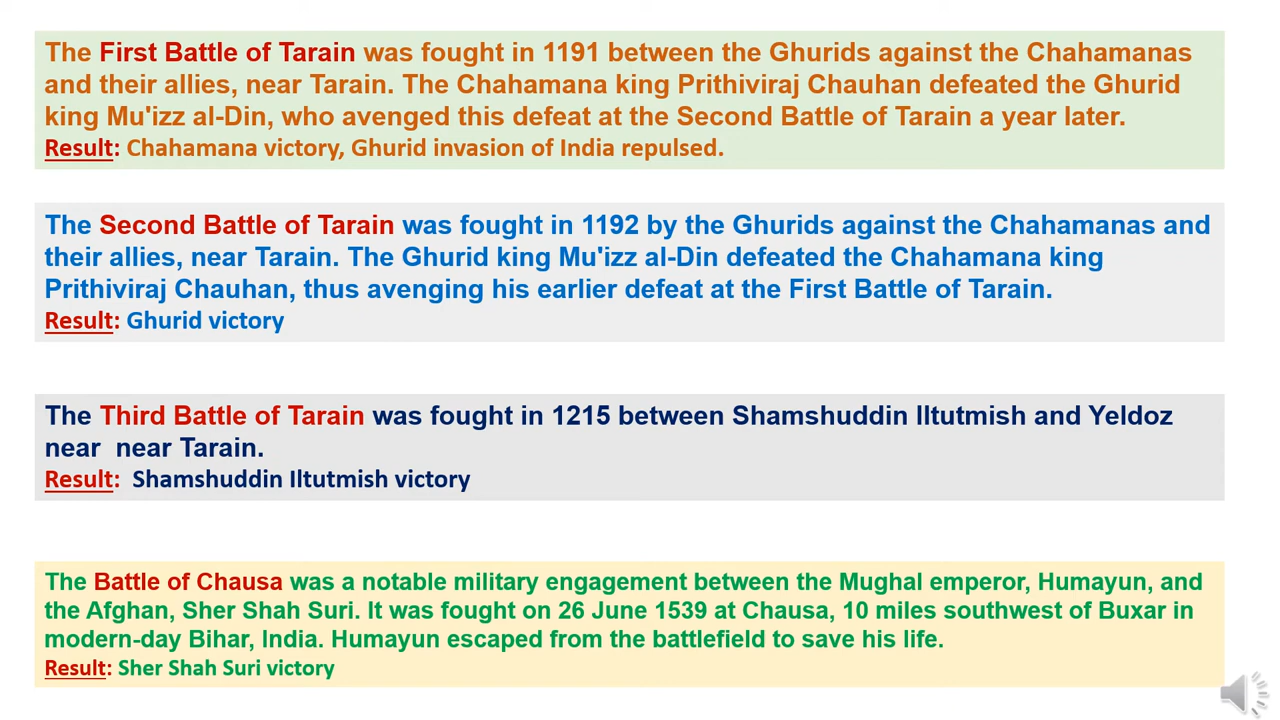 The First Battle of Tarain was fought in 1191 between the Ghurids against the Chahamanas
and their allies, near Tarain. The Chahamana king Prithiviraj Chauhan defeated the Ghurid
king Mu'izz al-Din, who avenged this defeat at the Second Battle of Tarain a year later.
Result: Chahamana victory, Ghurid invasion of India repulsed.
The Second Battle of Tarain was fought in 1192 by the Ghurids against the Chahamanas and
their allies, near Tarain. The Ghurid king Mu'izz al-Din defeated the Chahamana king
Prithiviraj Chauhan, thus avenging his earlier defeat at the First Battle of Tarain.
Result: Ghurid victory
The Third Battle of Tarain was fought in 1215 between Shamshuddin Iltutmish and Yeldoz
near  near Tarain.
Result:  Shamshuddin Iltutmish victory
The Battle of Chausa was a notable military engagement between the Mughal emperor, Humayun, and
the Afghan, Sher Shah Suri. It was fought on 26 June 1539 at Chausa, 10 miles southwest of Buxar in
modern-day Bihar, India. Humayun escaped from the battlefield to save his life.
Result: Sher Shah Suri victory